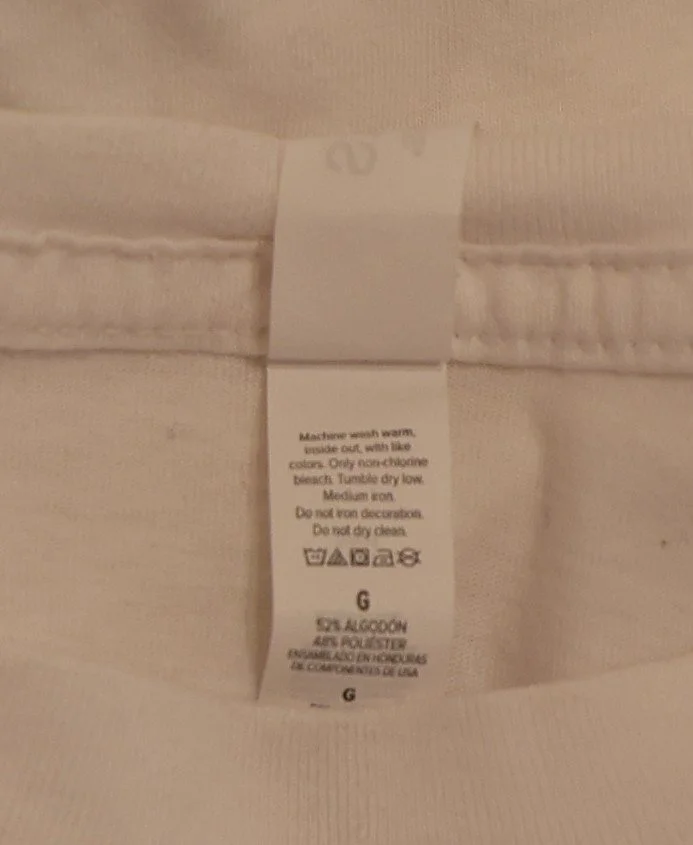 Machine wash warm,
inside out, with like
colors. Only non-chlorine
bleach. Tumble dry low.
Medium iron.
Do not iron decoration.
Do not dry clean.
G
52% ALGODÓN
48% POLIÉSTER
ENSAMBLADO EN HONDURAS
DE COMPONENTES DE USA
G